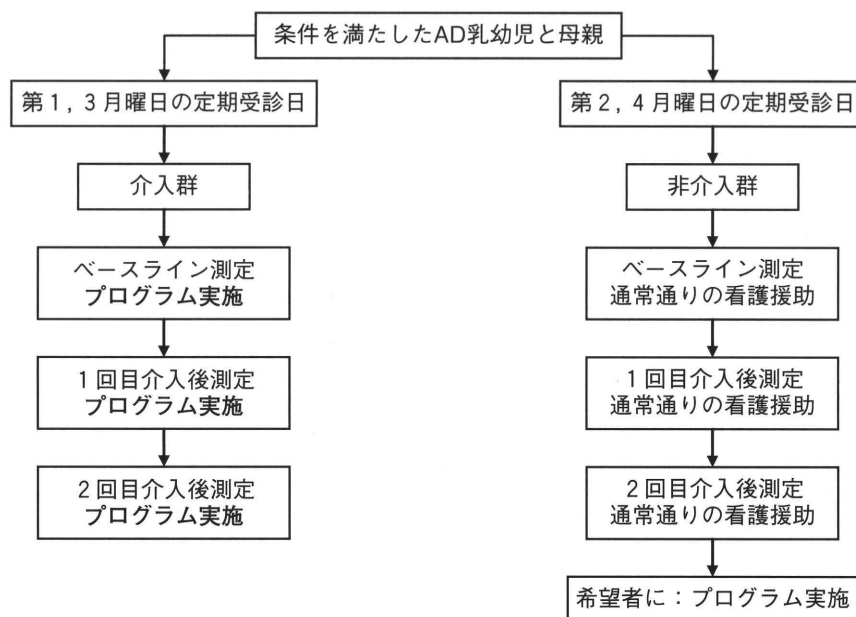 条件を満たしたAD乳幼児と母親
第1，3月曜日の定期受診日
介入群
ベースライン測定
プログラム実施
1回目介入後測定
プログラム実施
2回目介入後測定
プログラム実施
第2，4月曜日の定期受診日
非介入群
ベースライン測定
通常通りの看護援助
1回目介入後測定
通常通りの看護援助
2回目介入後測定
通常通りの看護援助
希望者に：プログラム実施